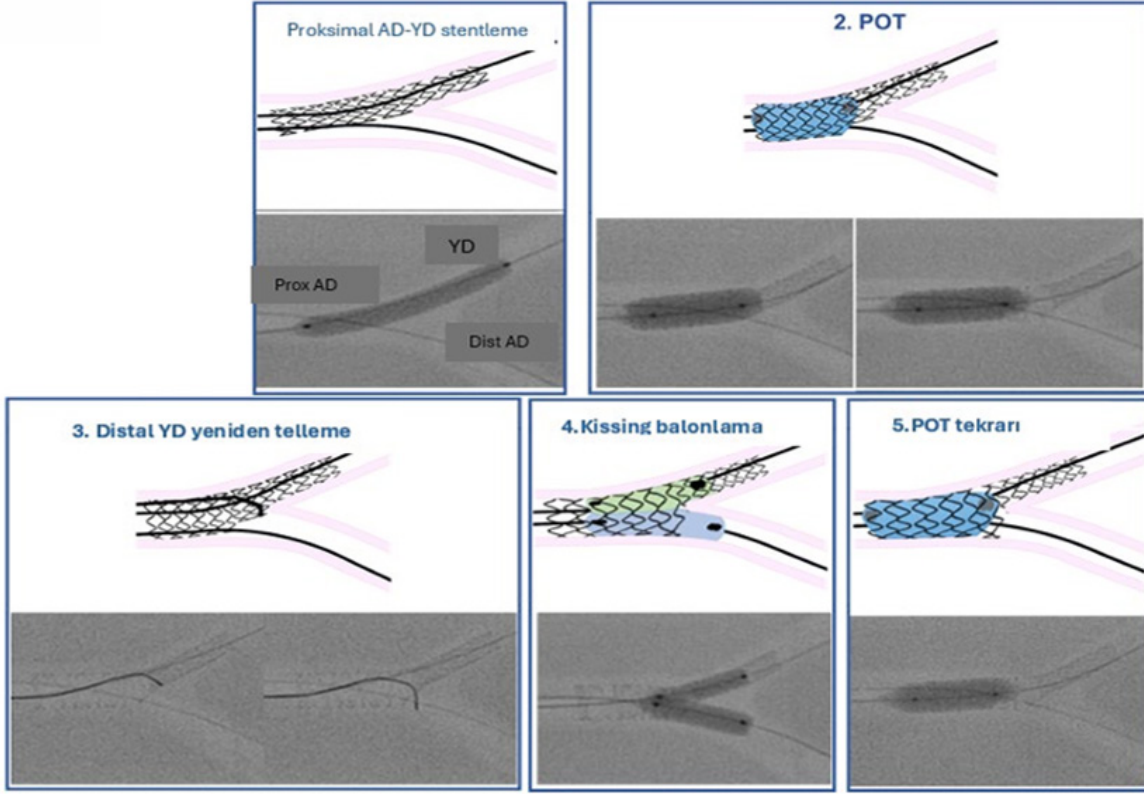 Proksimal AD-YD stentleme
2. POT
YD
Prox AD
Dist AD
3. Distal YD yeniden telleme
4.Kissing balonlama
5.POT tekrarı